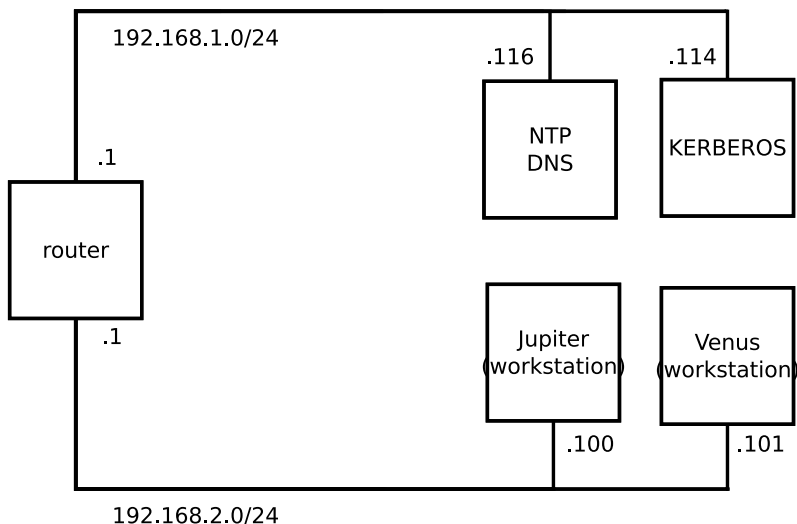 192.168.1.0/24
.116
.114
NTP
DNS
KERBEROS
.1
router
.1
Jupiter
(workstation)
Venus
(workstation)
.100
.101
192.168.2.0/24